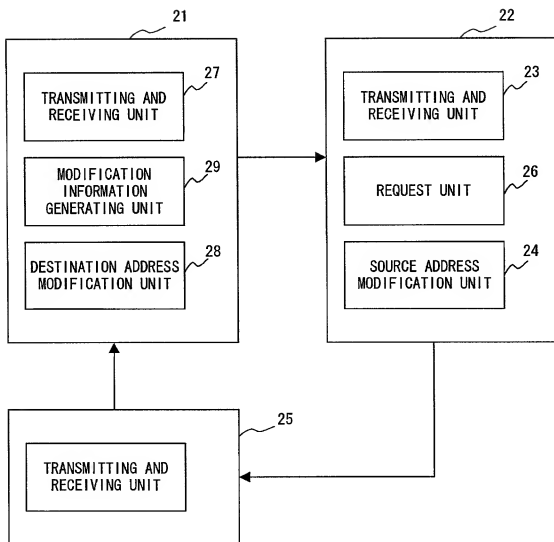 21
27
TRANSMITTING AND
RECEIVING UNIT
29
MODIFICATION
INFORMATION
GENERATING UNIT
28
DESTINATION ADDRESS
MODIFICATION UNIT
22
23
TRANSMITTING AND
RECEIVING UNIT
26
REQUEST UNIT
24
SOURCE ADDRESS
MODIFICATION UNIT
25
TRANSMITTING AND
RECEIVING UNIT